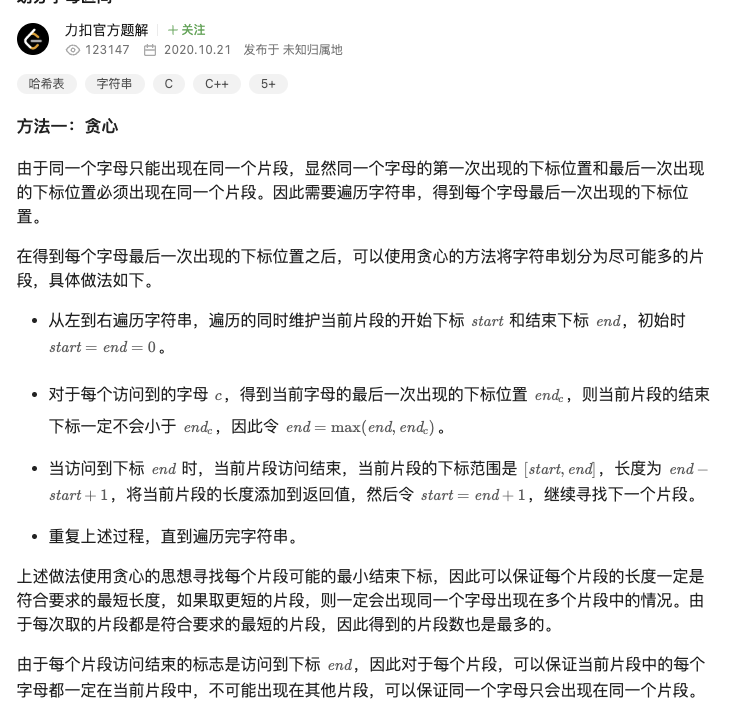 力扣官方题解 + 关注
123147 2020.10.21 发布于 未知归属地
哈希表 字符串 C C++ 5+
方法一：贪心
由于同一个字母只能出现在同一个片段，显然同一个字母的第一次出现的下标位置和最后一次出现
的下标位置必须出现在同一个片段。因此需要遍历字符串，得到每个字母最后一次出现的下标位
置。
在得到每个字母最后一次出现的下标位置之后，可以使用贪心的方法将字符串划分为尽可能多的片
段，具体做法如下。
• 从左到右遍历字符串，遍历的同时维护当前片段的开始下标 start 和结束下标 end，初始时
start = end = 0。
• 对于每个访问到的字母 c，得到当前字母的最后一次出现的下标位置 end_c，则当前片段的结束
下标一定不会小于 end_c，因此令 end = max(end, end_c)。
• 当访问到下标 end 时，当前片段访问结束，当前片段的下标范围是 [start, end]，长度为 end −
start + 1，将当前片段的长度添加到返回值，然后令 start = end + 1，继续寻找下一个片段。
• 重复上述过程，直到遍历完字符串。
上述做法使用贪心的思想寻找每个片段可能的最小结束下标，因此可以保证每个片段的长度一定是
符合要求的最短长度，如果取更短的片段，则一定会出现同一个字母出现在多个片段中的情况。由
于每次取的片段都是符合要求的最短的片段，因此得到的片段数也是最多的。
由于每个片段访问结束的标志是访问到下标 end，因此对于每个片段，可以保证当前片段中的每个
字母都一定在当前片段中，不可能出现在其他片段，可以保证同一个字母只会出现在同一个片段。